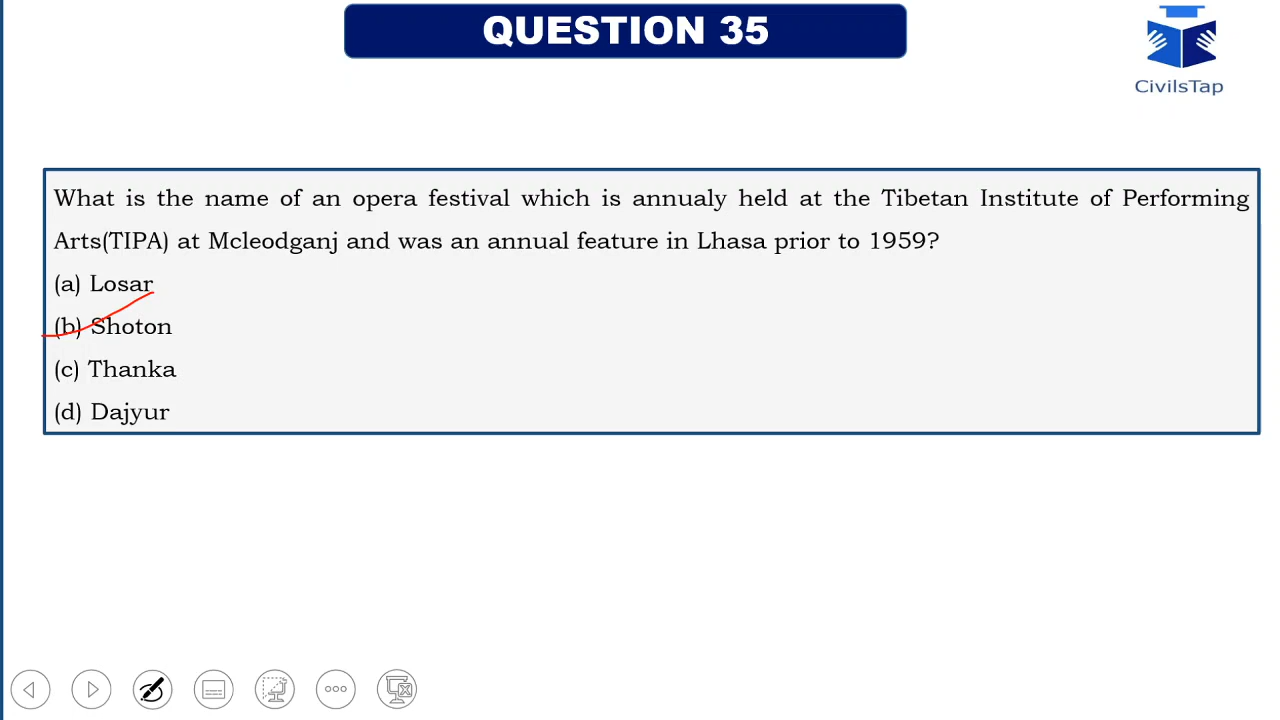 QUESTION 35
CivilsTap
What is the name of an opera festival which is annualy held at the Tibetan Institute of Performing
Arts(TIPA) at Mcleodganj and was an annual feature in Lhasa prior to 1959?
(a) Losar
(b) Shoton
(c) Thanka
(d) Dajyur